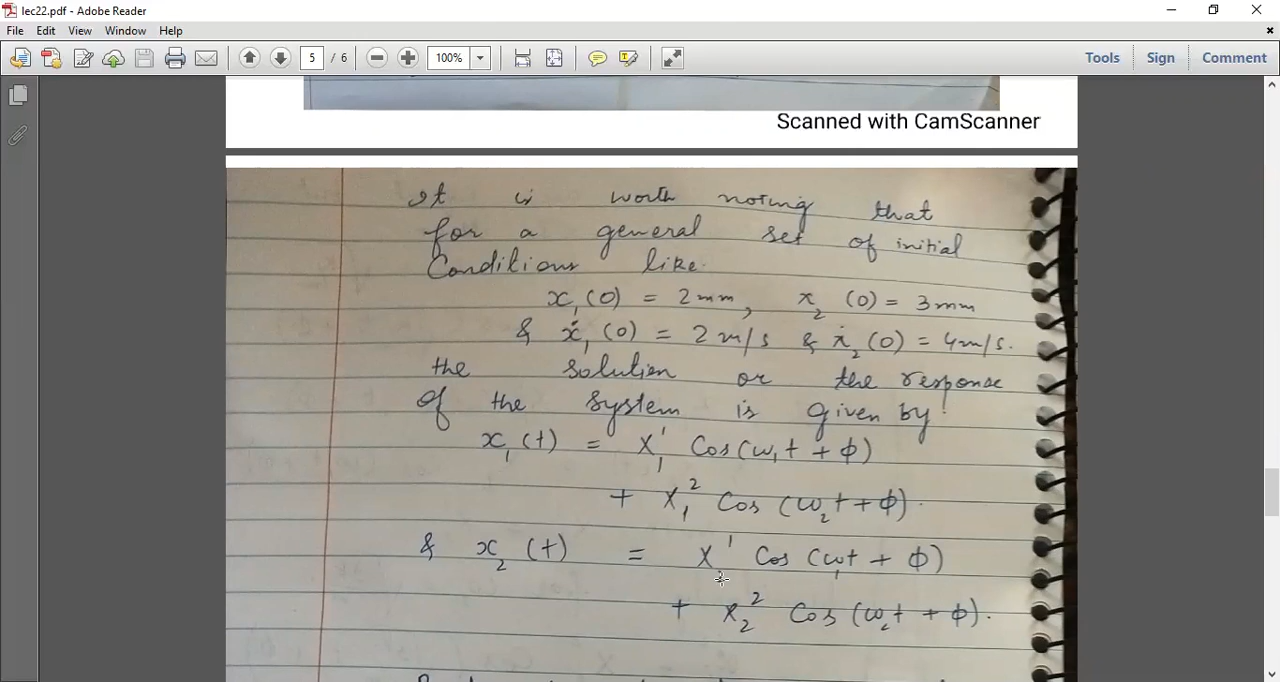 lec22.pdf - Adobe Reader
File Edit View Window Help
5 / 6 100% Tools Sign Comment
Scanned with CamScanner
It is worth noting that
for a general set of initial
Conditions like
x₁(0) = 2mm, x₂(0) = 3mm
& ẋ₁(0) = 2 m/s & ẋ₂(0) = 4m/s.
the solution or the response
of the system is given by:
x₁(t) = X₁¹ Cos(ω₁t + ϕ)
+ X₁² Cos(ω₂t + ϕ).
& x₂(t) = X₂¹ Cos(ω₁t + ϕ)
+ X₂² Cos(ω₂t + ϕ).